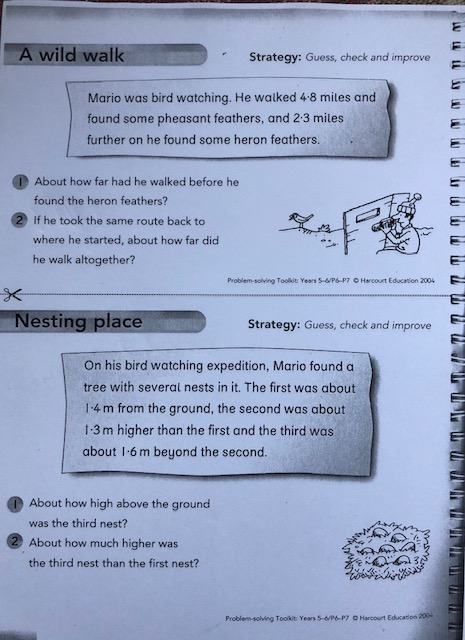 A wild walk
Strategy: Guess, check and improve
Mario was bird watching. He walked 4·8 miles and
found some pheasant feathers, and 2·3 miles
further on he found some heron feathers.
1 About how far had he walked before he
found the heron feathers?
2 If he took the same route back to
where he started, about how far did
he walk altogether?
Problem-solving Toolkit: Years 5–6/P6–P7 © Harcourt Education 2004
Nesting place
Strategy: Guess, check and improve
On his bird watching expedition, Mario found a
tree with several nests in it. The first was about
1·4 m from the ground, the second was about
1·3 m higher than the first and the third was
about 1·6 m beyond the second.
1 About how high above the ground
was the third nest?
2 About how much higher was
the third nest than the first nest?
Problem-solving Toolkit: Years 5–6/P6–P7 © Harcourt Education 2004